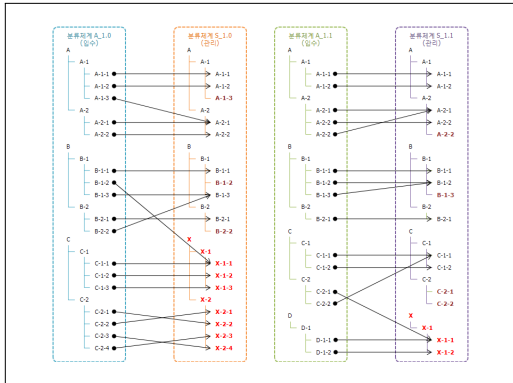 분류체계 A_1.0
(입수)
A
A-1
A-1-1
A-1-2
A-1-3
A-2
A-2-1
A-2-2
B
B-1
B-1-1
B-1-2
B-1-3
B-2
B-2-1
B-2-2
C
C-1
C-1-1
C-1-2
C-1-3
C-2
C-2-1
C-2-2
C-2-3
C-2-4
분류체계 S_1.0
(관리)
A
A-1
A-1-1
A-1-2
A-1-3
A-2
A-2-1
A-2-2
B
B-1
B-1-1
B-1-2
B-1-3
B-2
B-2-1
B-2-2
X
X-1
X-1-1
X-1-2
X-1-3
X-2
X-2-1
X-2-2
X-2-3
X-2-4
분류체계 A_1.1
(입수)
A
A-1
A-1-1
A-1-2
A-2
A-2-1
A-2-2
B
B-1
B-1-1
B-1-2
B-1-3
B-2
B-2-1
C
C-1
C-1-1
C-1-2
C-2
C-2-1
C-2-2
D
D-1
D-1-1
D-1-2
분류체계 S_1.1
(관리)
A
A-1
A-1-1
A-1-2
A-2
A-2-1
A-2-2
A-2-2
B
B-1
B-1-1
B-1-2
B-1-3
B-2
B-2-1
C
C-1
C-1-1
C-1-2
C-2-1
C-2-2
X
X-1
X-1-1
X-1-2